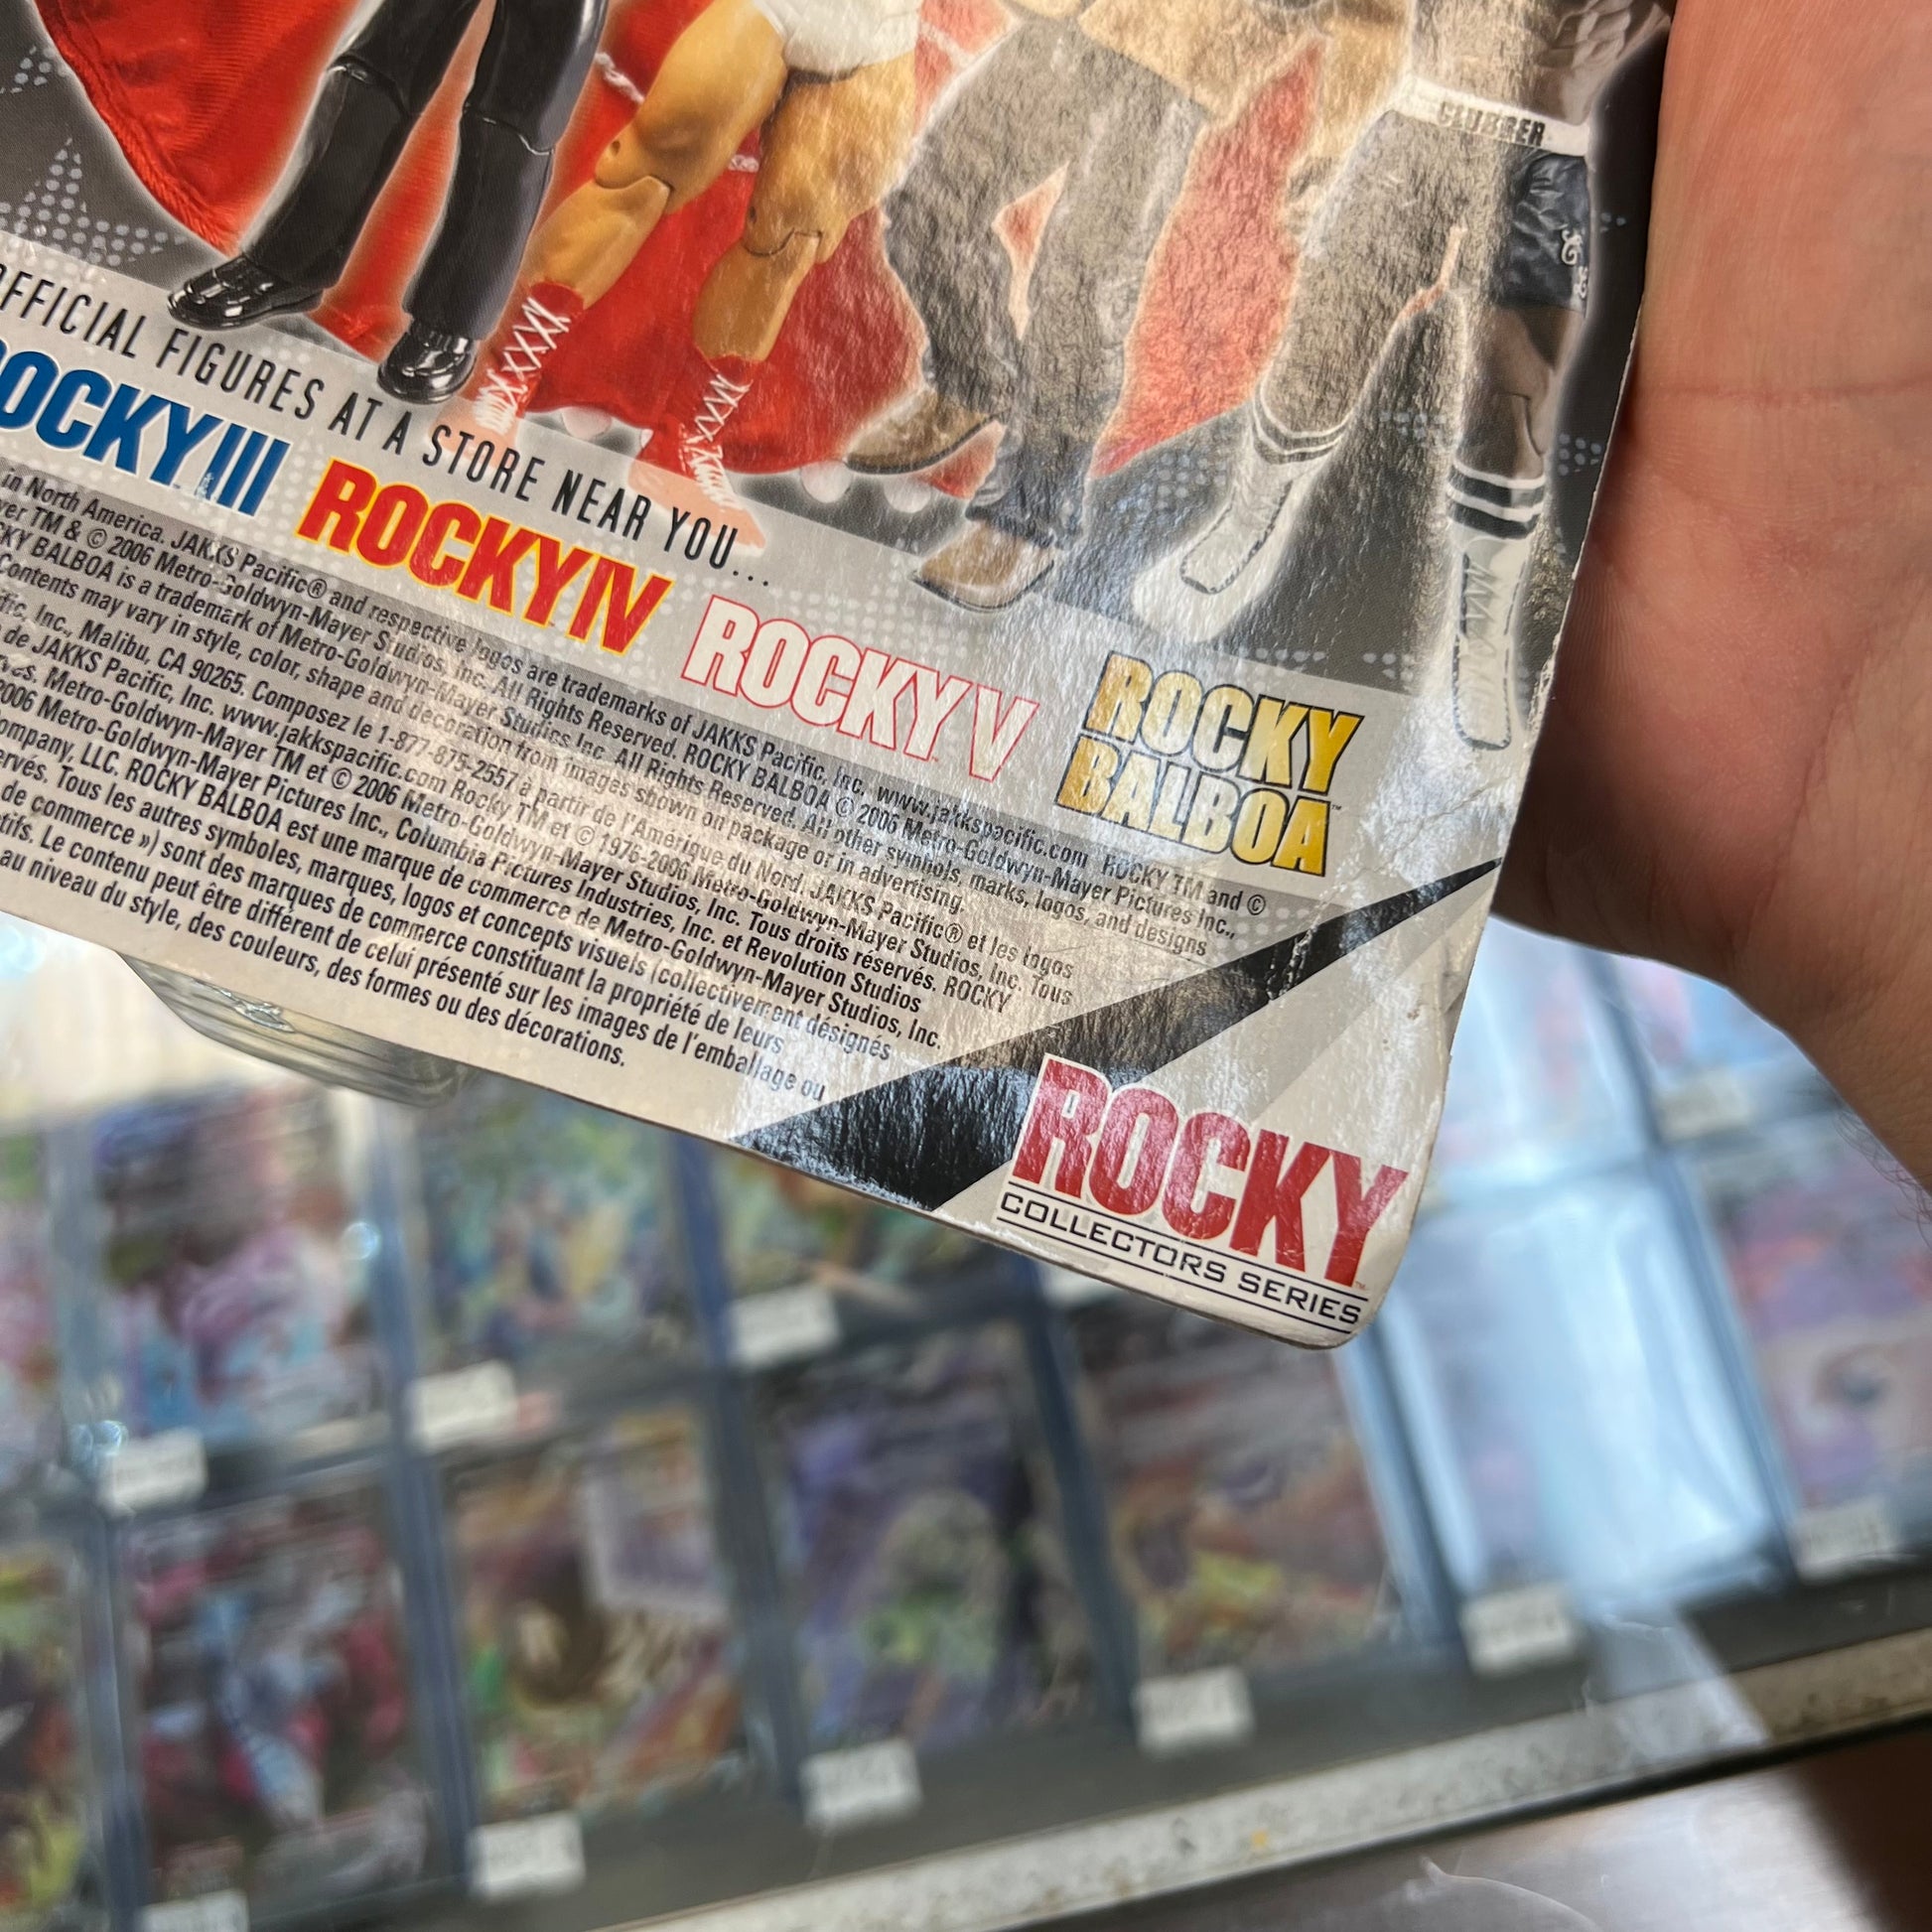 CLUBBER
OFFICIAL FIGURES AT A STORE NEAR YOU...
ROCKY III
ROCKY IV
ROCKY V
ROCKY
BALBOA™
in North America. JAKKS Pacific® and respective logos are trademarks of JAKKS Pacific, Inc. www.jakkspacific.com ROCKY TM and ©
TM & © 2006 Metro-Goldwyn-Mayer Studios, Inc. All Rights Reserved. ROCKY BALBOA © 2006 Metro-Goldwyn-Mayer Pictures Inc.,
BALBOA is a trademark of Metro-Goldwyn-Mayer Studios Inc. All Rights Reserved. All other symbols, marks, logos, and designs
Contents may vary in style, color, shape and decoration from images shown on package or in advertising.
Inc., Malibu, CA 90265. Composez le 1-877-875-2557 à partir de l'Amérique du Nord. JAKKS Pacific® et les logos
de JAKKS Pacific, Inc. www.jakkspacific.com Rocky TM et © 1976-2006 Metro-Goldwyn-Mayer Studios, Inc. Tous
Metro-Goldwyn-Mayer TM et © 2006 Metro-Goldwyn-Mayer Studios, Inc. Tous droits réservés. ROCKY
2006 Metro-Goldwyn-Mayer Pictures Inc., Columbia Pictures Industries, Inc. et Revolution Studios
LLC. ROCKY BALBOA est une marque de commerce de Metro-Goldwyn-Mayer Studios, Inc.
Tous les autres symboles, marques, logos et concepts visuels (collectivement désignés
de commerce ») sont des marques de commerce constituant la propriété de leurs
Le contenu peut être différent de celui présenté sur les images de l'emballage ou
au niveau du style, des couleurs, des formes ou des décorations.
ROCKY™
COLLECTORS SERIES